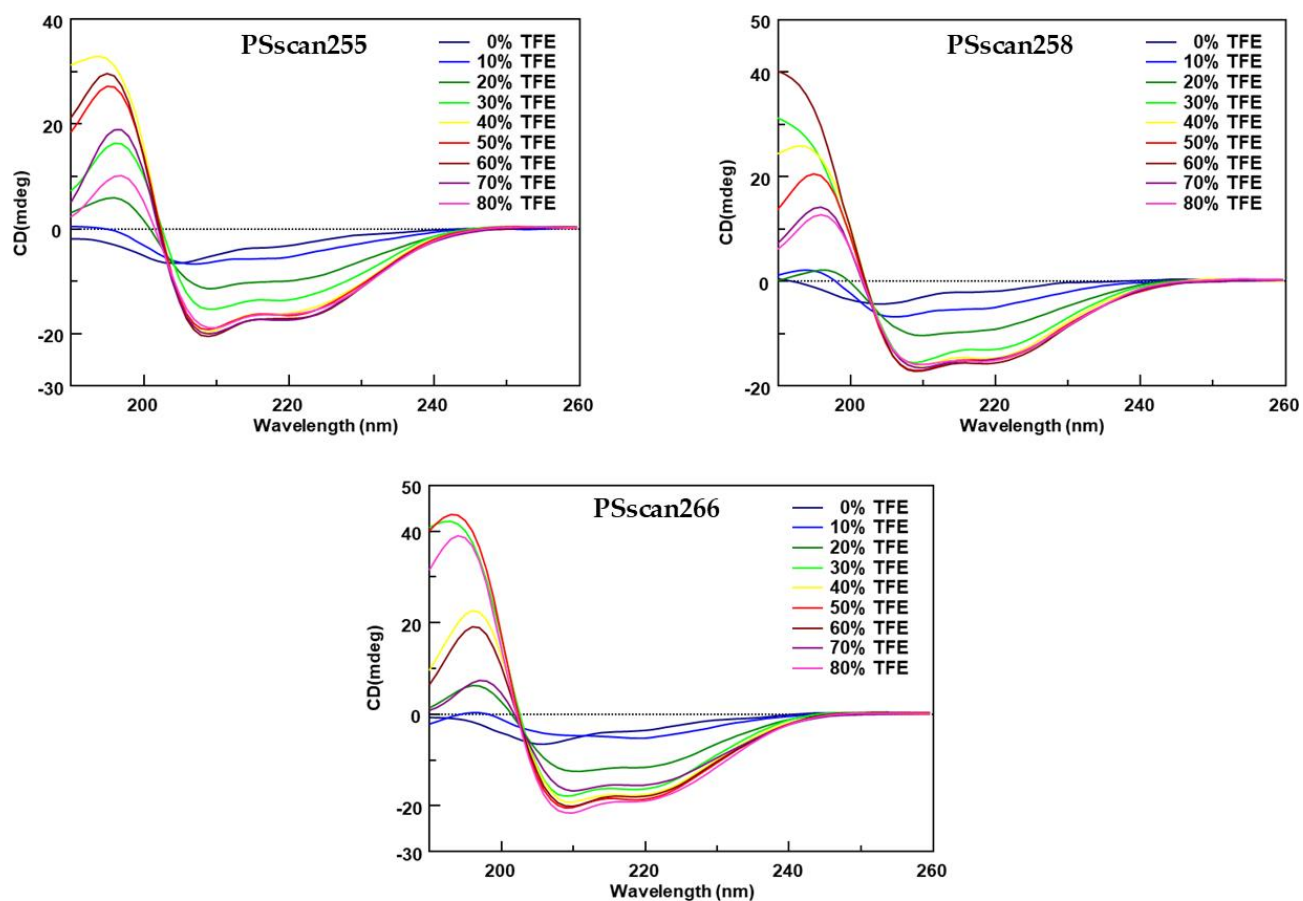 PSscan255
40
20
0
-20
-30
CD(mdeg)
200
220
240
260
Wavelength (nm)
0% TFE
10% TFE
20% TFE
30% TFE
40% TFE
50% TFE
60% TFE
70% TFE
80% TFE
PSscan258
50
40
20
0
-20
CD(mdeg)
200
220
240
260
Wavelength (nm)
0% TFE
10% TFE
20% TFE
30% TFE
40% TFE
50% TFE
60% TFE
70% TFE
80% TFE
PSscan266
50
40
20
0
-20
-30
CD(mdeg)
200
220
240
260
Wavelength (nm)
0% TFE
10% TFE
20% TFE
30% TFE
40% TFE
50% TFE
60% TFE
70% TFE
80% TFE